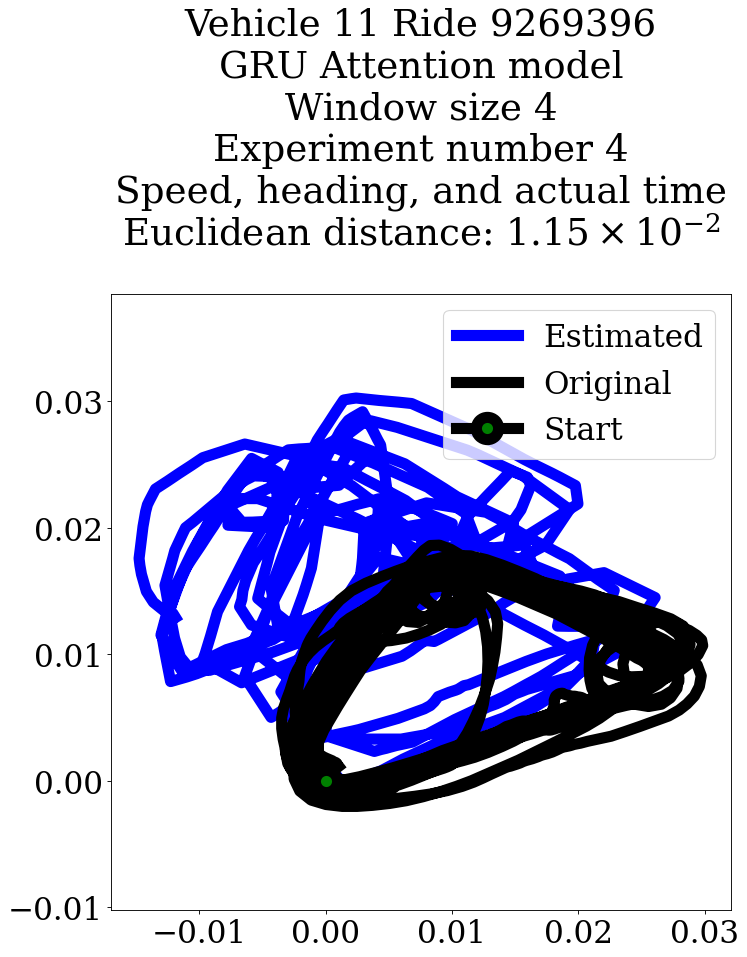 Vehicle 11 Ride 9269396
GRU Attention model
Window size 4
Experiment number 4
Speed, heading, and actual time
Euclidean distance: 1.15 × 10⁻²
Estimated
Original
Start
0.03
0.02
0.01
0.00
−0.01
−0.01 0.00 0.01 0.02 0.03